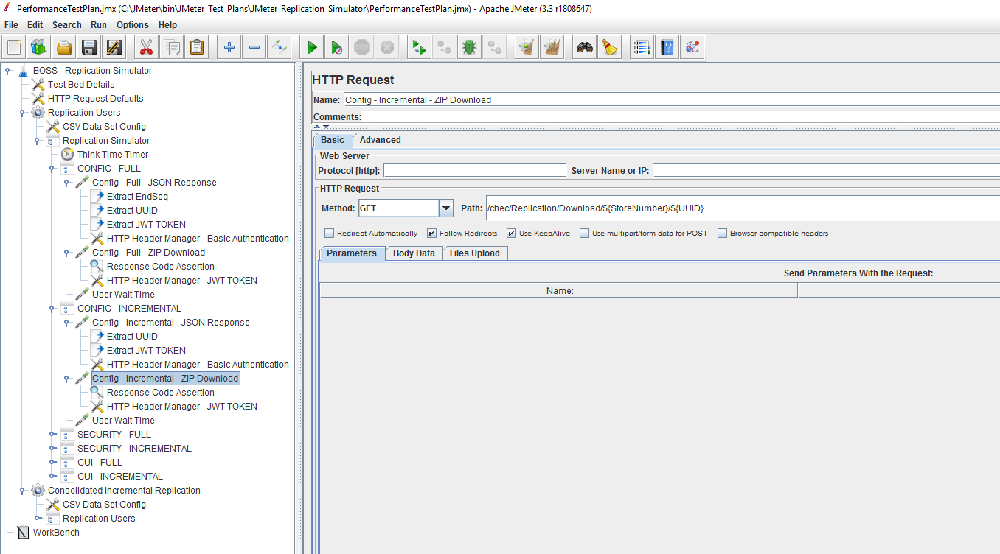 PerformanceTestPlan.jmx (C:\JMeter\bin\JMeter_Test_Plans\JMeter_Replication_Simulator\PerformanceTestPlan.jmx) - Apache JMeter (3.3 r1808647)
File Edit Search Run Options Help
BOSS - Replication Simulator
Test Bed Details
HTTP Request Defaults
Replication Users
CSV Data Set Config
Replication Simulator
Think Time Timer
CONFIG - FULL
Config - Full - JSON Response
Extract EndSeq
Extract UUID
Extract JWT TOKEN
HTTP Header Manager - Basic Authentication
Config - Full - ZIP Download
Response Code Assertion
HTTP Header Manager - JWT TOKEN
User Wait Time
CONFIG - INCREMENTAL
Config - Incremental - JSON Response
Extract UUID
Extract JWT TOKEN
HTTP Header Manager - Basic Authentication
Config - Incremental - ZIP Download
Response Code Assertion
HTTP Header Manager - JWT TOKEN
User Wait Time
SECURITY - FULL
SECURITY - INCREMENTAL
GUI - FULL
GUI - INCREMENTAL
Consolidated Incremental Replication
CSV Data Set Config
Replication Users
WorkBench
HTTP Request
Name: Config - Incremental - ZIP Download
Comments:
Basic Advanced
Web Server
Protocol [http]: Server Name or IP:
HTTP Request
Method: GET Path: /chec/Replication/Download/${StoreNumber}/${UUID}
Redirect Automatically Follow Redirects Use KeepAlive Use multipart/form-data for POST Browser-compatible headers
Parameters Body Data Files Upload
Send Parameters With the Request:
Name: